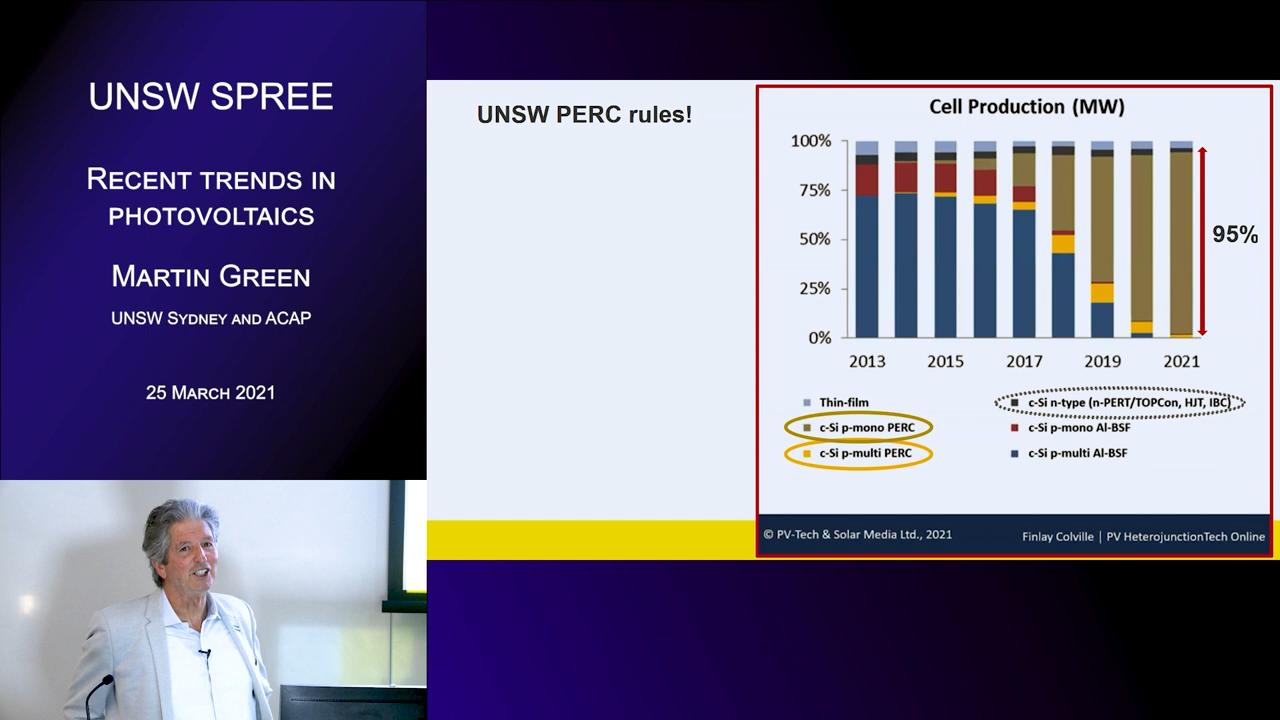 UNSW SPREE
RECENT TRENDS IN
PHOTOVOLTAICS
MARTIN GREEN
UNSW SYDNEY AND ACAP
25 MARCH 2021
UNSW PERC rules!
Cell Production (MW)
100%
75%
50%
25%
0%
95%
2013 2015 2017 2019 2021
Thin-film
c-Si n-type (n-PERT/TOPCon, HJT, IBC)
c-Si p-mono PERC
c-Si p-mono Al-BSF
c-Si p-multi PERC
c-Si p-multi Al-BSF
© PV-Tech & Solar Media Ltd., 2021
Finlay Colville | PV HeterojunctionTech Online